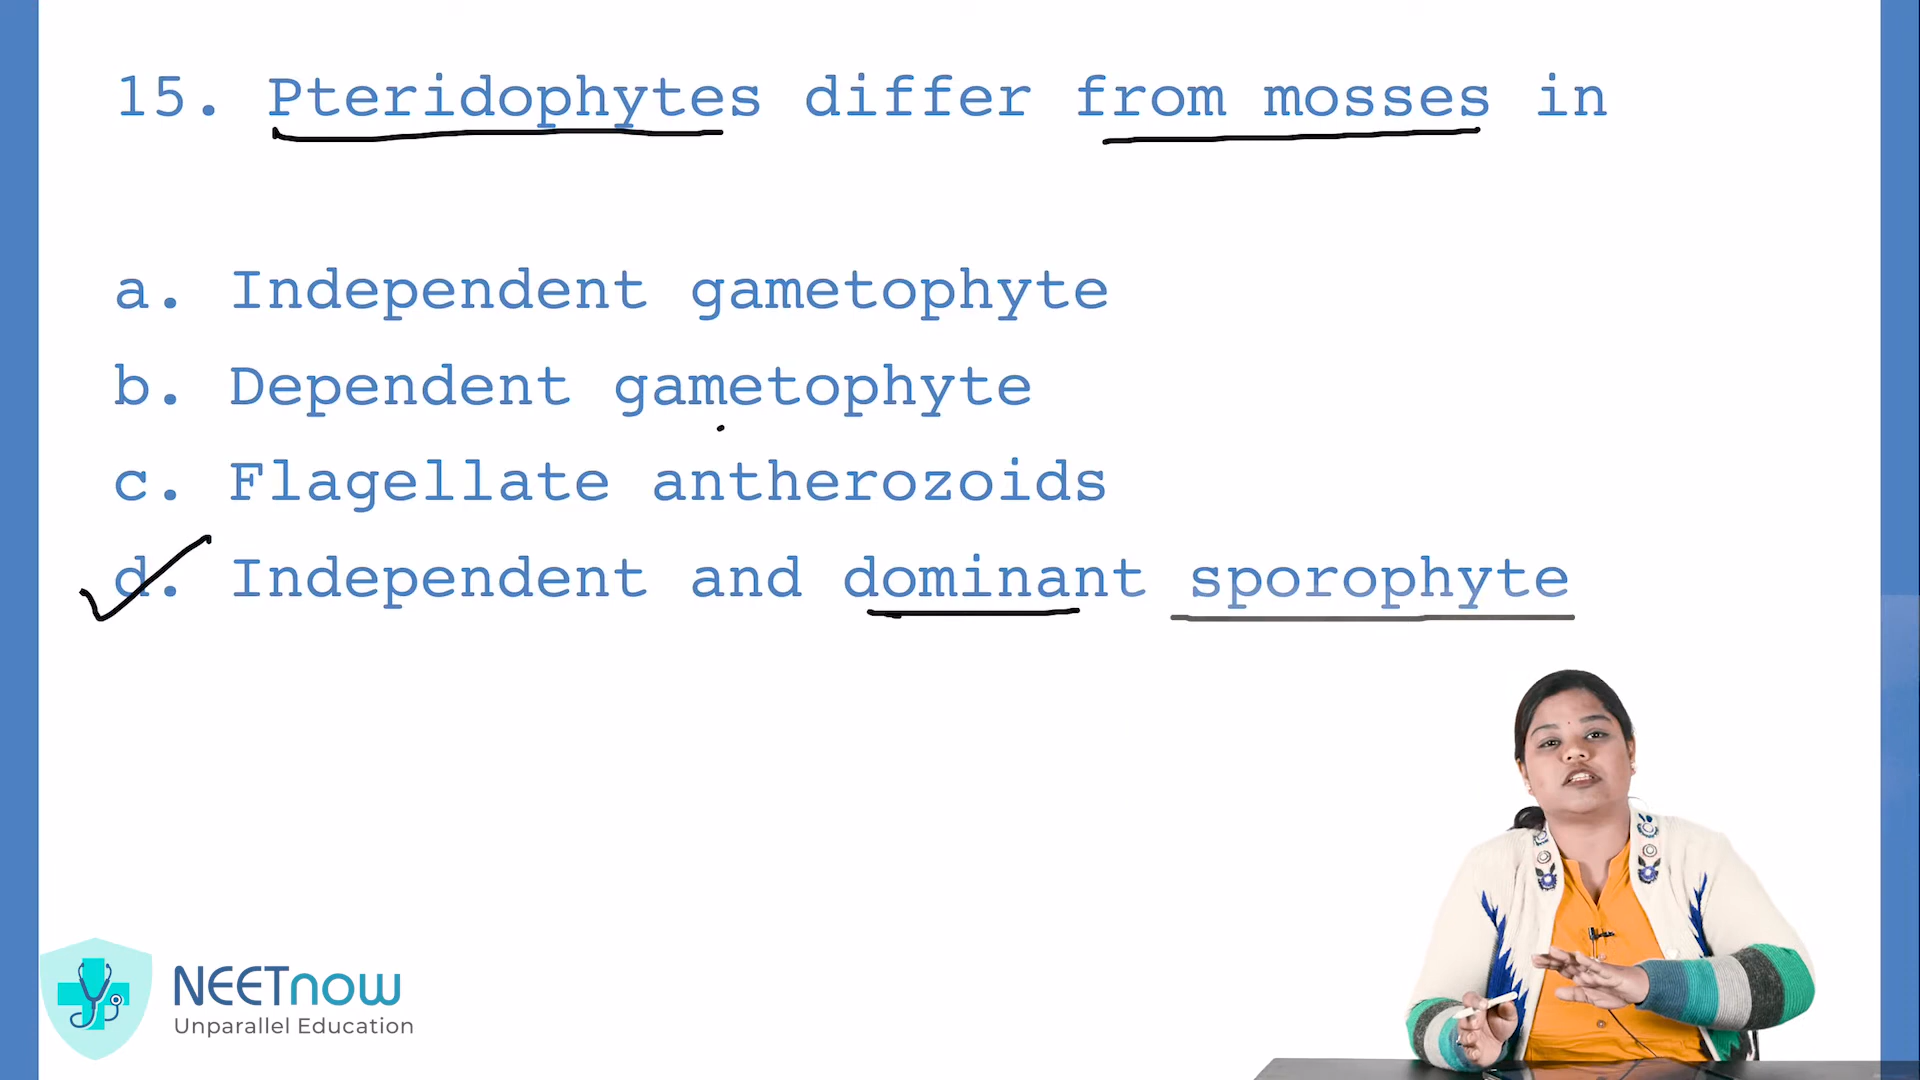 15. Pteridophytes differ from mosses in
a. Independent gametophyte
b. Dependent gametophyte
c. Flagellate antherozoids
d. Independent and dominant sporophyte
NEETnow
Unparallel Education